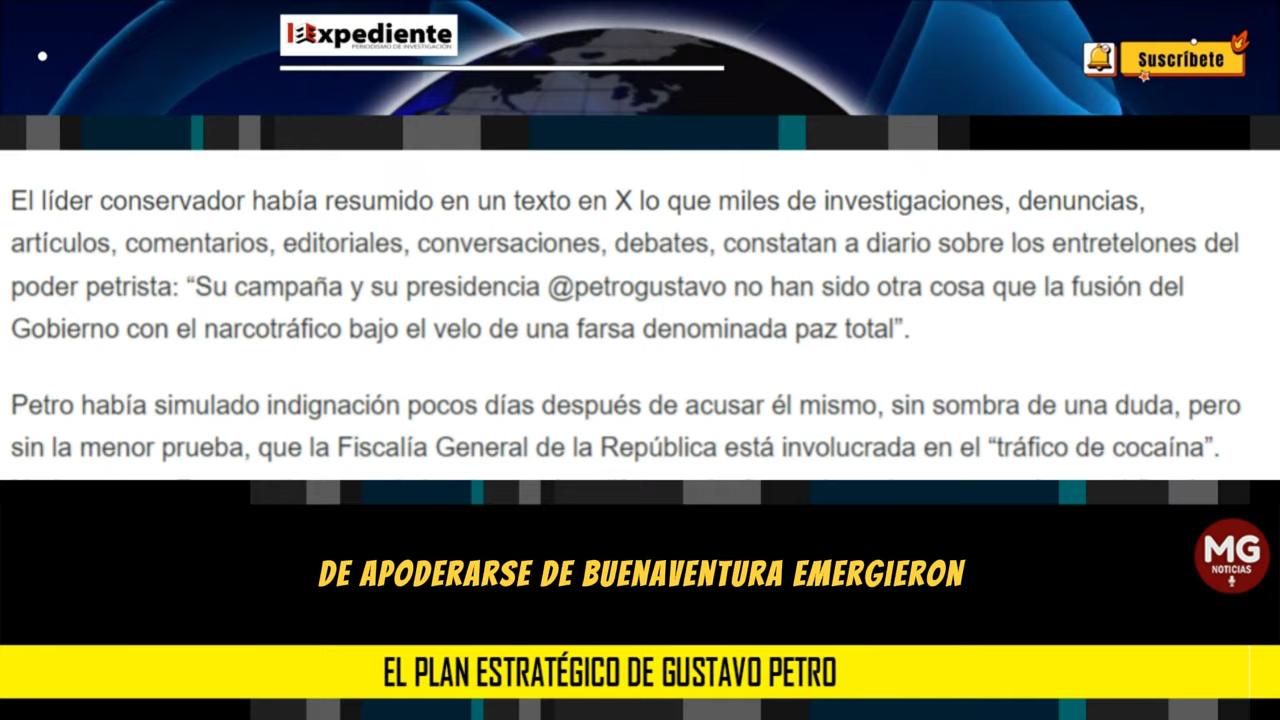 Expediente
PERIODISMO DE INVESTIGACIÓN
Suscríbete
El líder conservador había resumido en un texto en X lo que miles de investigaciones, denuncias,
artículos, comentarios, editoriales, conversaciones, debates, constatan a diario sobre los entretelones del
poder petrista: “Su campaña y su presidencia @petrogustavo no han sido otra cosa que la fusión del
Gobierno con el narcotráfico bajo el velo de una farsa denominada paz total”.
Petro había simulado indignación pocos días después de acusar él mismo, sin sombra de una duda, pero
sin la menor prueba, que la Fiscalía General de la República está involucrada en el “tráfico de cocaína”.
DE APODERARSE DE BUENAVENTURA EMERGIERON
MG
NOTICIAS
EL PLAN ESTRATÉGICO DE GUSTAVO PETRO